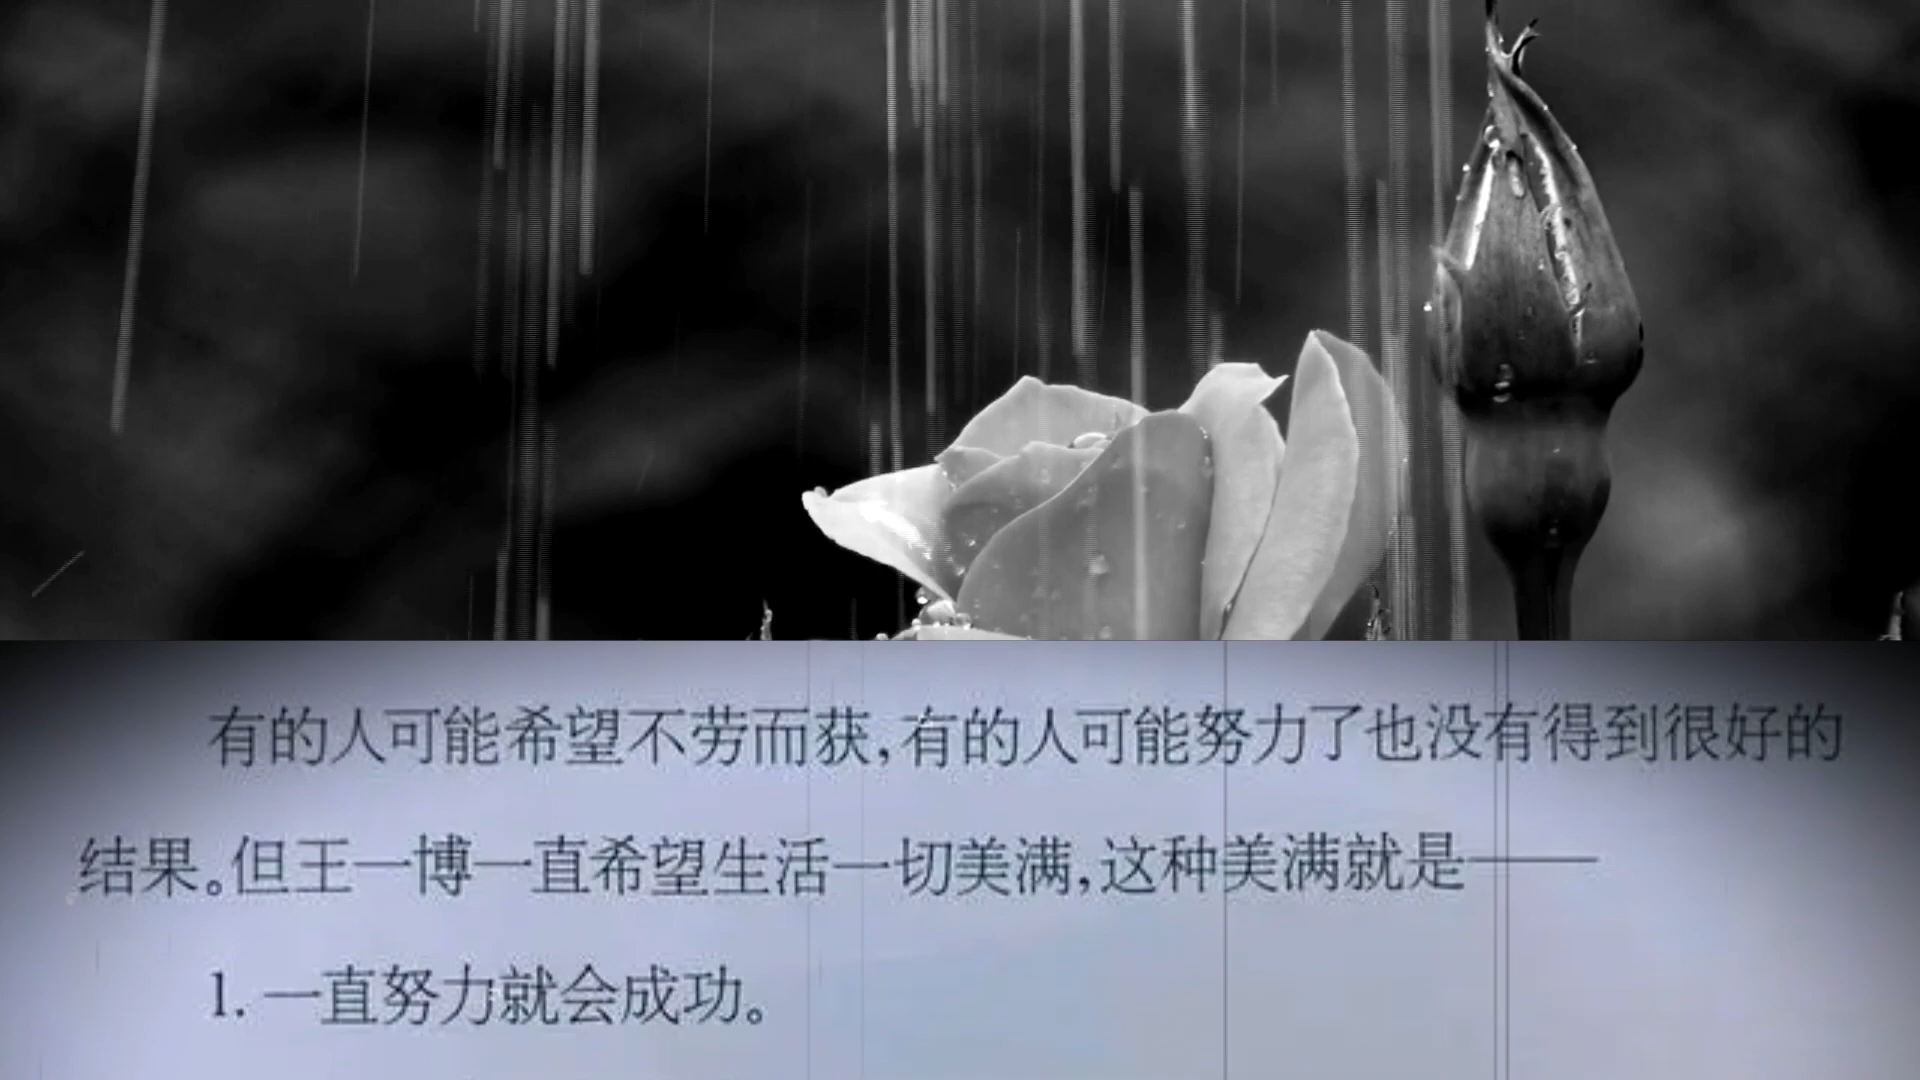 有的人可能希望不劳而获,有的人可能努力了也没有得到很好的
结果。但王一博一直希望生活一切美满,这种美满就是——
1. 一直努力就会成功。